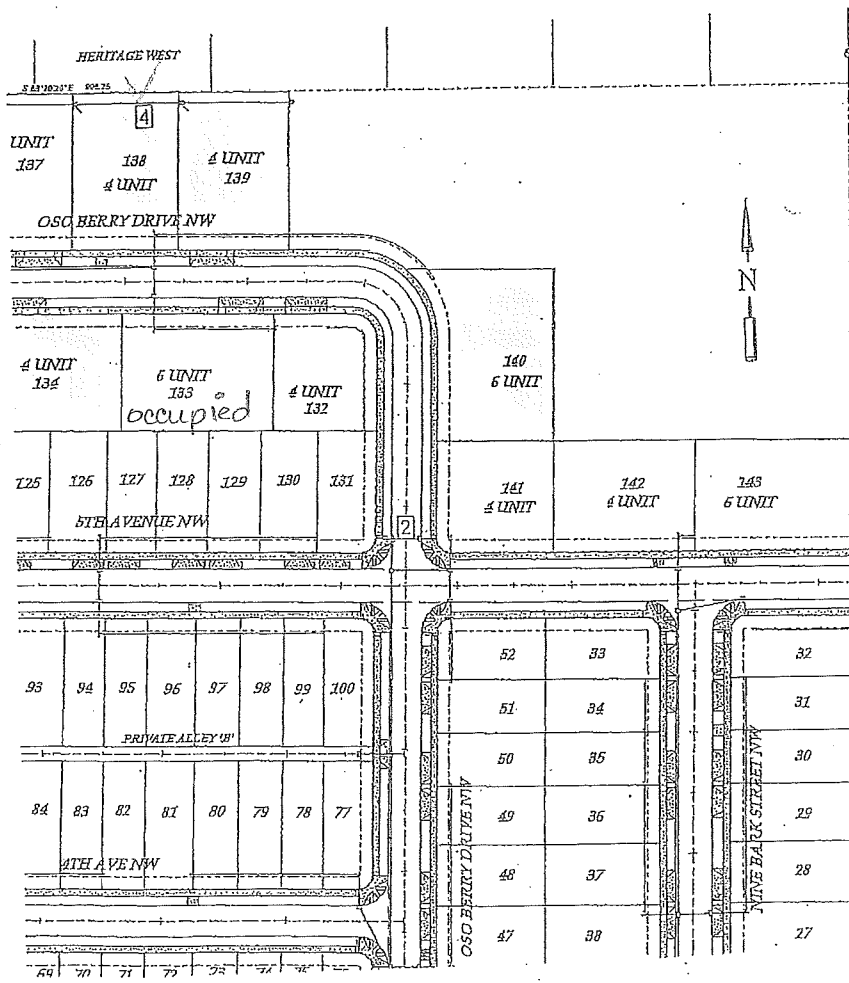 HERITAGE WEST
4
UNIT
137
138
4 UNIT
4 UNIT
139
OSO BERRY DRIVE NW
N
4 UNIT
134
6 UNIT
133
occupied
4 UNIT
132
140
6 UNIT
125 126 127 128 129 130 131
141
4 UNIT
142
4 UNIT
143
6 UNIT
5TH AVENUE NW
2
93 94 95 96 97 98 99 100
52 33 32
51 34 31
PRIVATE ALLEY 'B'
50 35 30
84 83 82 81 80 79 78 77
49 36 29
4TH AVE NW
48 37 28
OSO BERRY DRIVE NW
NINE BARK STREET NW
47 38 27
69 70 71 72